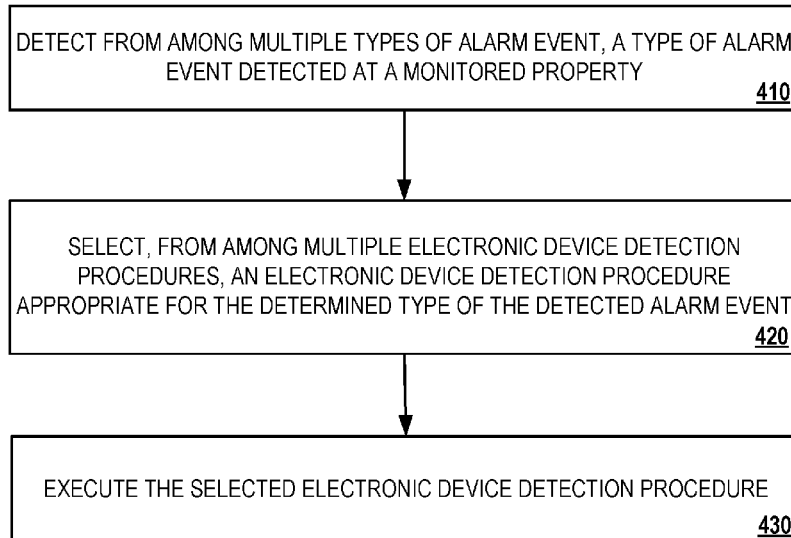 DETECT FROM AMONG MULTIPLE TYPES OF ALARM EVENT, A TYPE OF ALARM
EVENT DETECTED AT A MONITORED PROPERTY
410
SELECT, FROM AMONG MULTIPLE ELECTRONIC DEVICE DETECTION
PROCEDURES, AN ELECTRONIC DEVICE DETECTION PROCEDURE
APPROPRIATE FOR THE DETERMINED TYPE OF THE DETECTED ALARM EVENT
420
EXECUTE THE SELECTED ELECTRONIC DEVICE DETECTION PROCEDURE
430